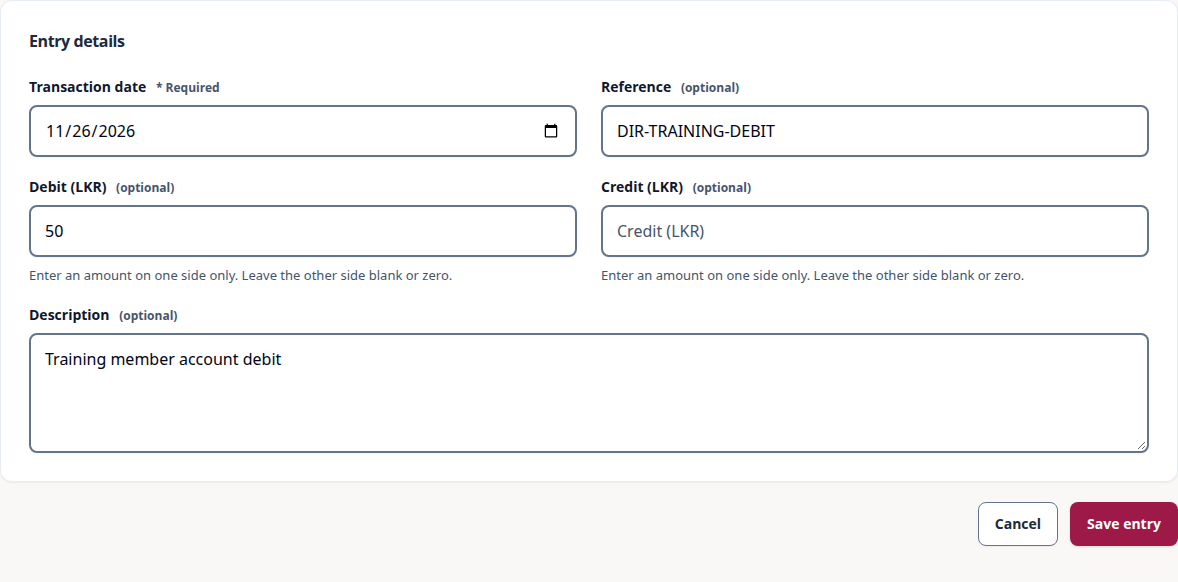 Entry details
Transaction date * Required
Reference (optional)
11/26/2026
DIR-TRAINING-DEBIT
Debit (LKR) (optional)
Credit (LKR) (optional)
50
Credit (LKR)
Enter an amount on one side only. Leave the other side blank or zero.
Enter an amount on one side only. Leave the other side blank or zero.
Description (optional)
Training member account debit
Cancel
Save entry